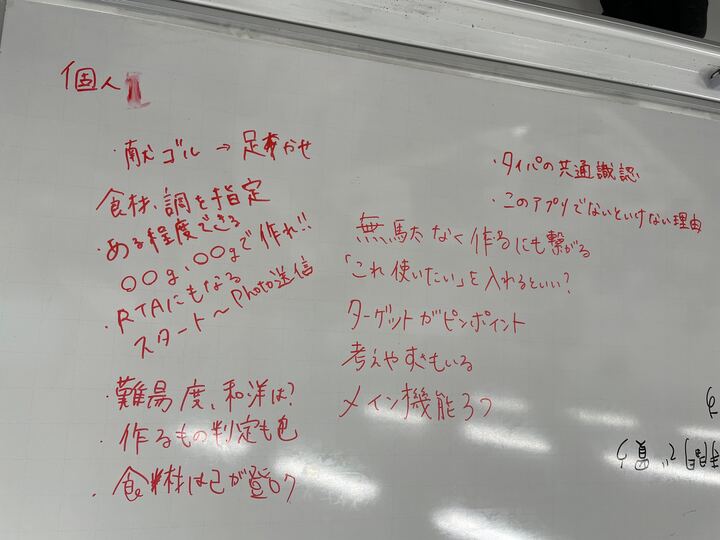 個人
・献ゴル → 足かせ
食材、調を指定
・ある程度できる
○○g、○○gで作れ!!
・RTAにもなる
スタート〜Photo送信
・難易度、和洋は?
・作るもの判定も色
・食材は己が登ロク
・タイパの共通識認
・このアプリでないといけない理由
無駄なく作るにも繋がる
「これ使いたい」を入れるといい?
ターゲットがピンポイント
考えやすさもいる
メイン機能3つ